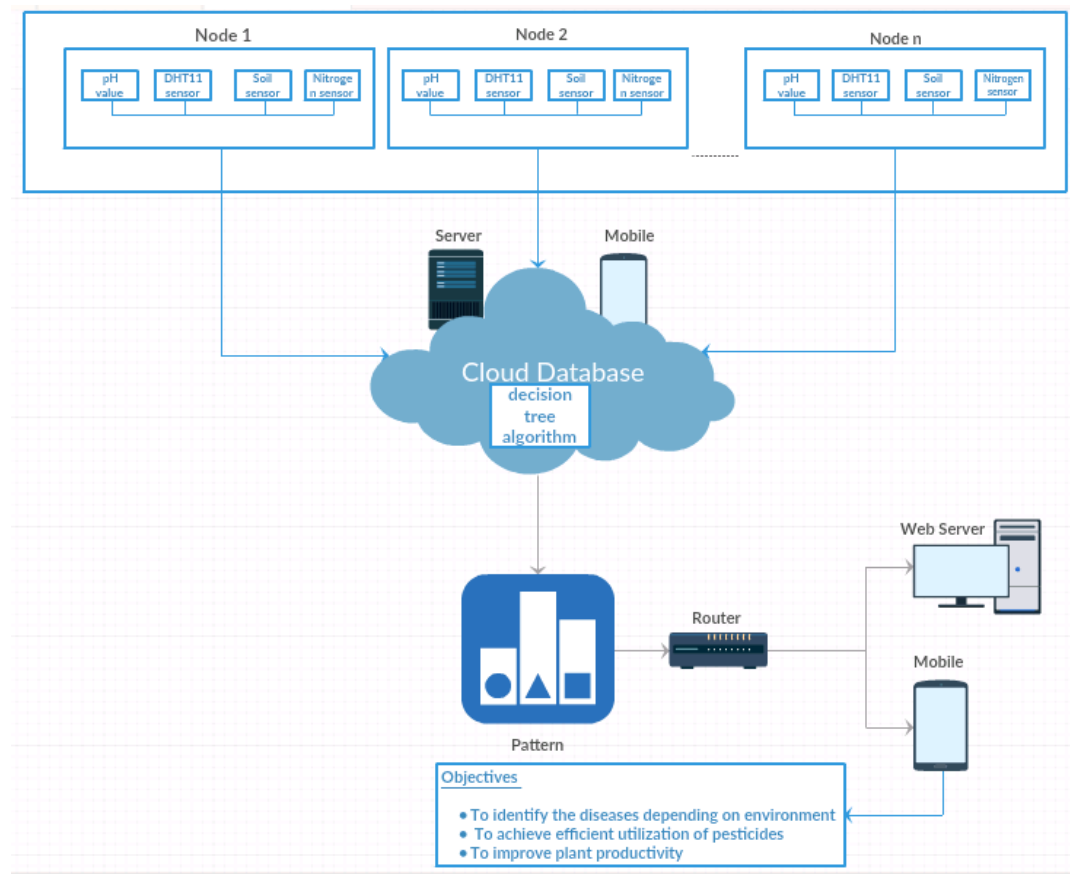 Node 1
Node 2
Node n
pH
value
DHT11
sensor
Soil
sensor
Nitroge
n sensor
pH
value
DHT11
sensor
Soil
sensor
Nitroge
n sensor
pH
value
DHT11
sensor
Soil
sensor
Nitrogen
sensor
Server
Mobile
Cloud Database
decision
tree
algorithm
Web Server
Router
Mobile
Pattern
Objectives
• To identify the diseases depending on environment
• To achieve efficient utilization of pesticides
• To improve plant productivity